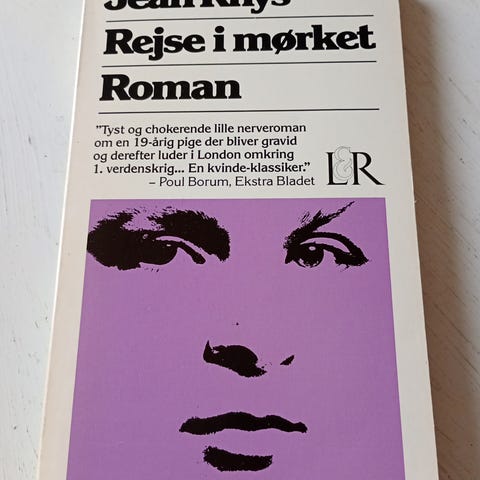 Jean Rhys
Rejse i mørket
Roman
"Tyst og chokerende lille nerveroman
om en 19-årig pige der bliver gravid
og derefter luder i London omkring
1. verdenskrig... En kvinde-klassiker."
– Poul Borum, Ekstra Bladet
L&R